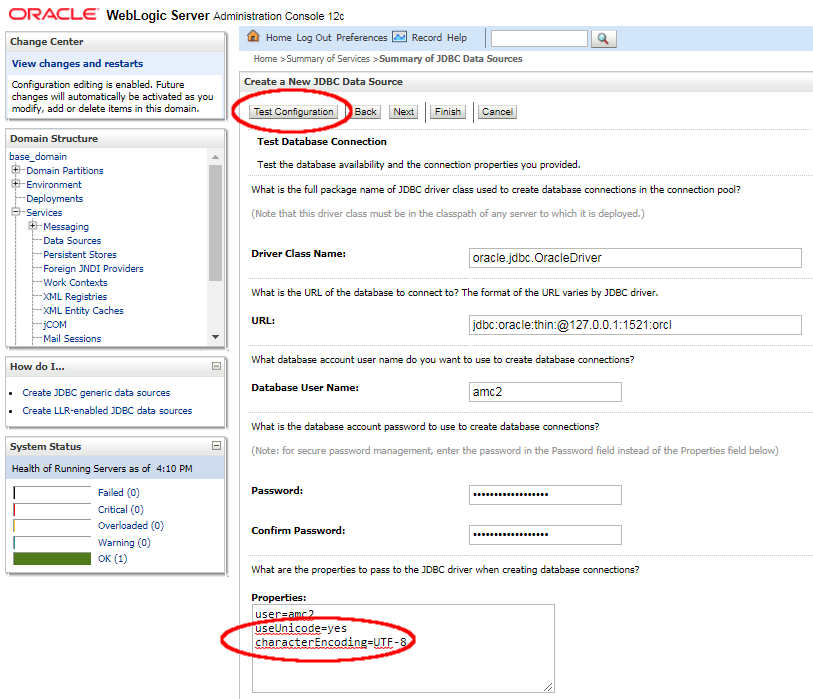 ORACLE WebLogic Server Administration Console 12c
Change Center
View changes and restarts
Configuration editing is enabled. Future
changes will automatically be activated as you
modify, add or delete items in this domain.
Domain Structure
base_domain
Domain Partitions
Environment
Deployments
Services
Messaging
Data Sources
Persistent Stores
Foreign JNDI Providers
Work Contexts
XML Registries
XML Entity Caches
jCOM
Mail Sessions
How do I...
Create JDBC generic data sources
Create LLR-enabled JDBC data sources
System Status
Health of Running Servers as of 4:10 PM
Failed (0)
Critical (0)
Overloaded (0)
Warning (0)
OK (1)
Home Log Out Preferences Record Help
Home >Summary of Services >Summary of JDBC Data Sources
Create a New JDBC Data Source
Test Configuration Back Next Finish Cancel
Test Database Connection
Test the database availability and the connection properties you provided.
What is the full package name of JDBC driver class used to create database connections in the connection pool?
(Note that this driver class must be in the classpath of any server to which it is deployed.)
Driver Class Name: oracle.jdbc.OracleDriver
What is the URL of the database to connect to? The format of the URL varies by JDBC driver.
URL: jdbc:oracle:thin:@127.0.0.1:1521:orcl
What database account user name do you want to use to create database connections?
Database User Name: amc2
What is the database account password to use to create database connections?
(Note: for secure password management, enter the password in the Password field instead of the Properties field below)
Password: ••••••••••••••••••
Confirm Password: ••••••••••••••••••
What are the properties to pass to the JDBC driver when creating database connections?
Properties:
user=amc2
useUnicode=yes
characterEncoding=UTF-8